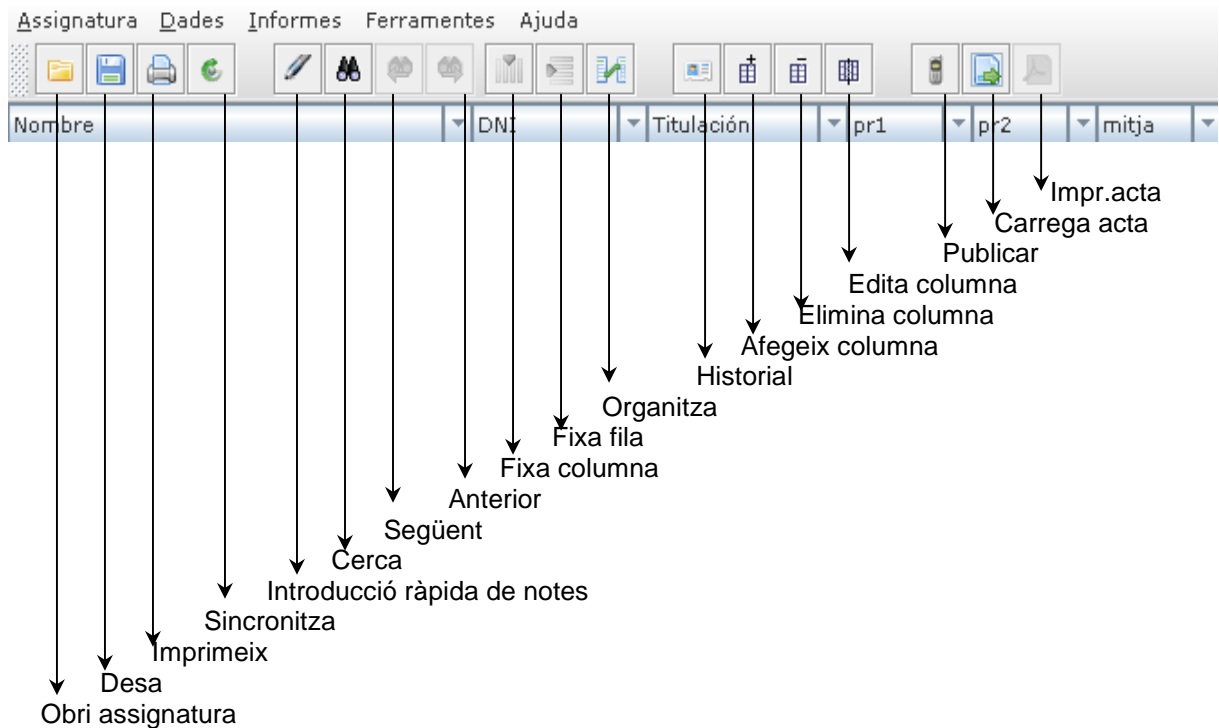 Assignatura Dades Informes Ferramentes Ajuda
Nombre DNI Titulación pr1 pr2 mitja
Impr.acta
Carrega acta
Publicar
Edita columna
Elimina columna
Afegeix columna
Historial
Organitza
Fixa fila
Fixa columna
Anterior
Següent
Cerca
Introducció ràpida de notes
Sincronitza
Imprimeix
Desa
Obri assignatura